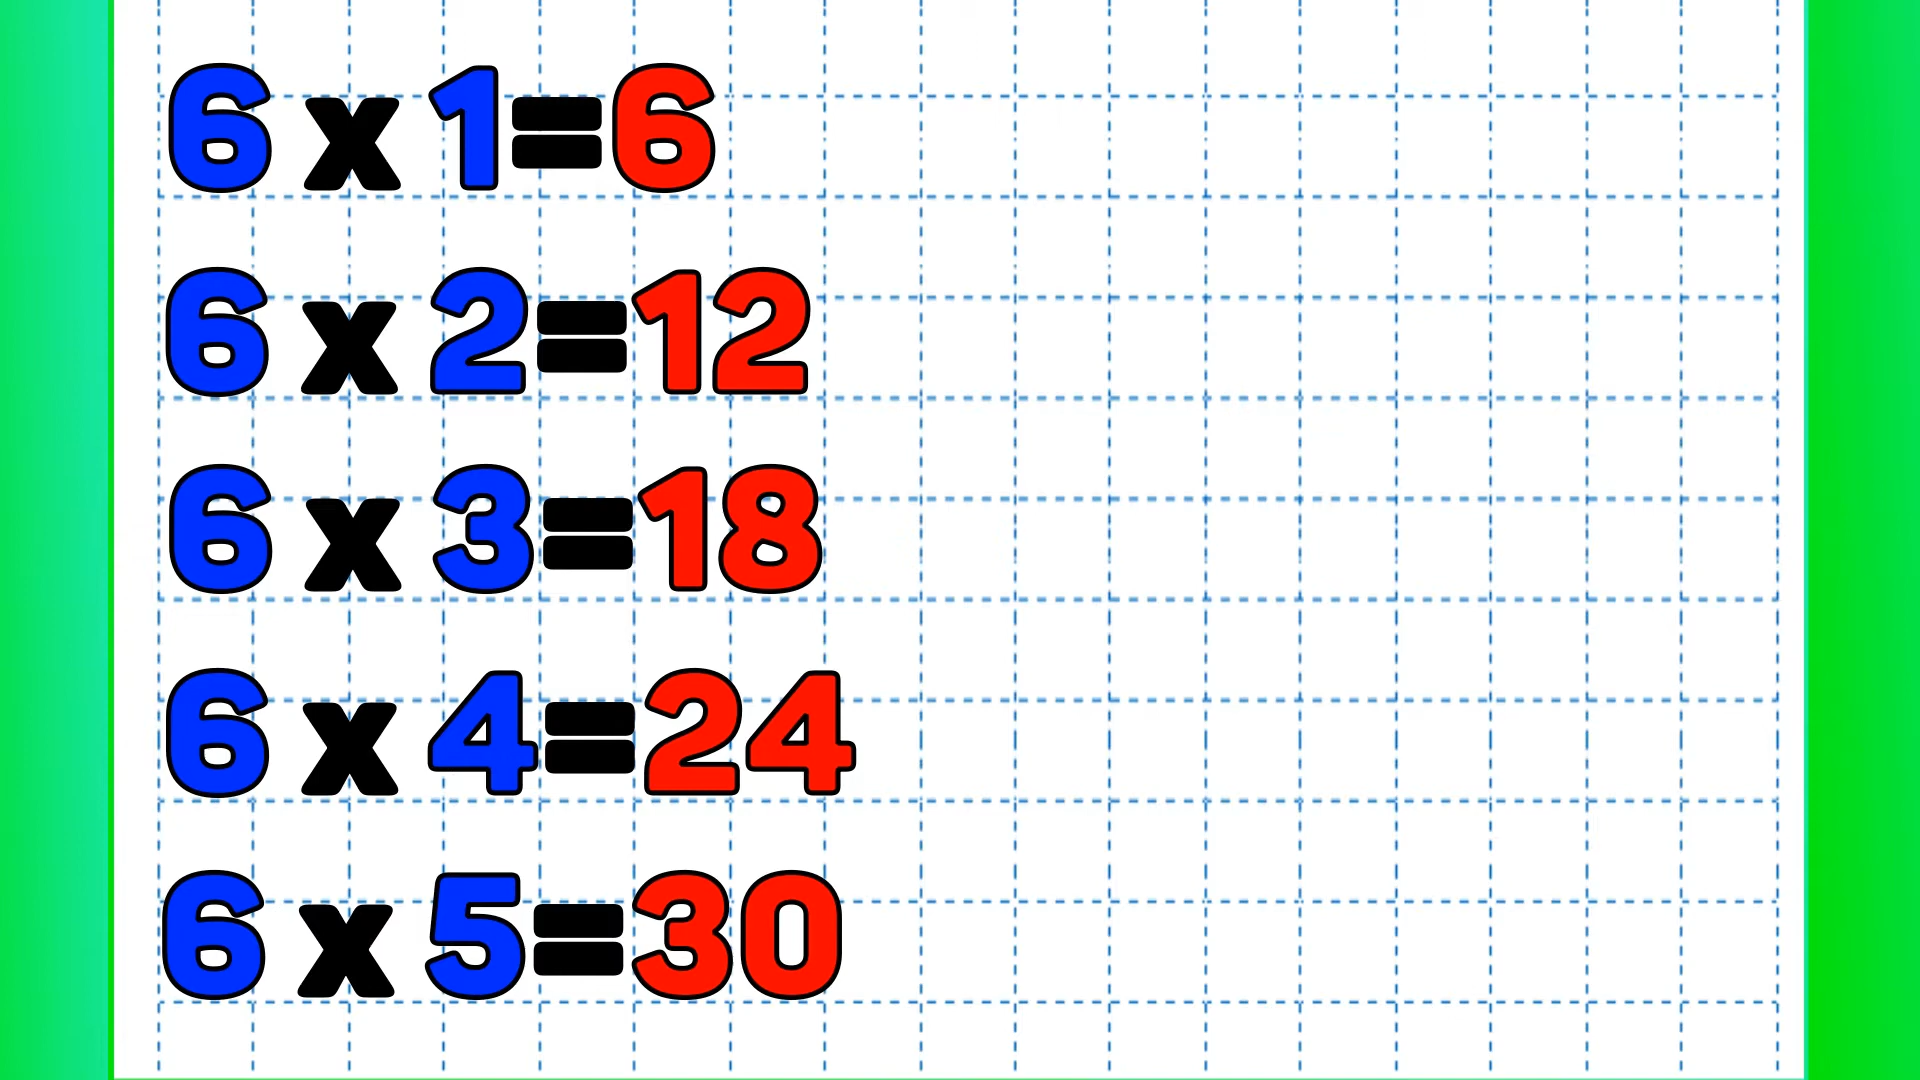 6 x 1=6
6 x 2=12
6 x 3=18
6 x 4=24
6 x 5=30